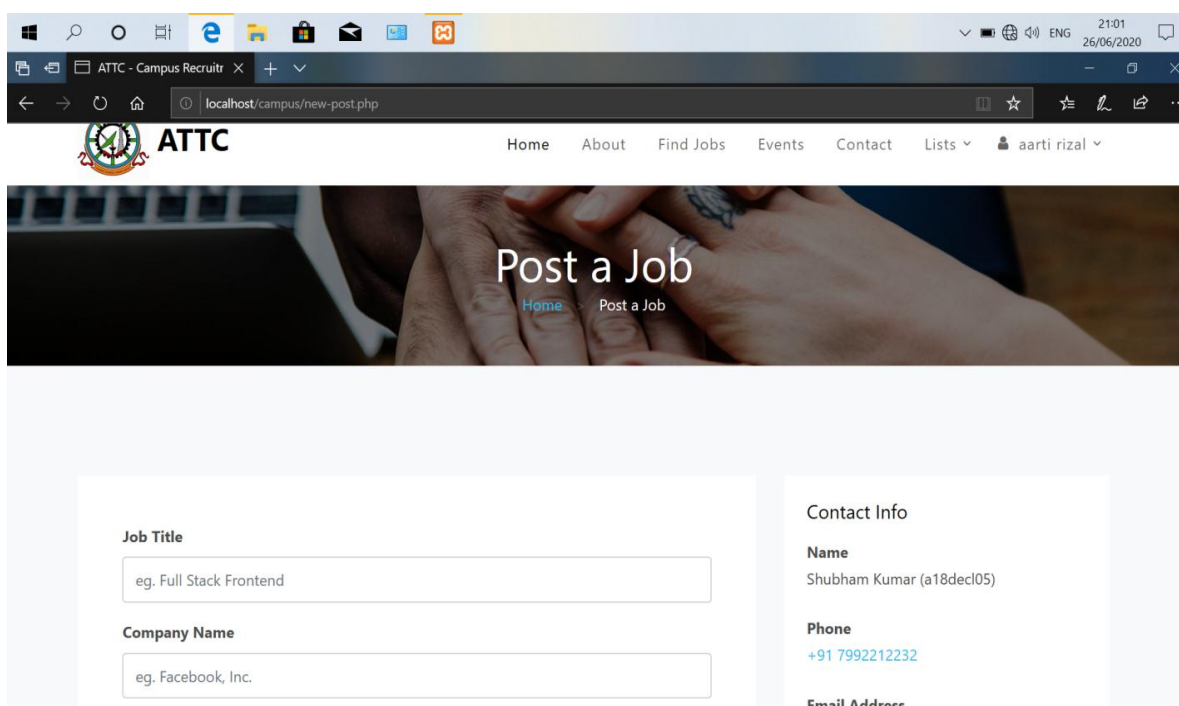 21:01
ENG
26/06/2020
ATTC - Campus Recruitr
localhost/campus/new-post.php
ATTC
Home About Find Jobs Events Contact Lists aarti rizal
Post a Job
Home > Post a Job
Contact Info
Job Title
Name
eg. Full Stack Frontend
Shubham Kumar (a18decl05)
Company Name
Phone
+91 7992212232
eg. Facebook, Inc.
Email Address